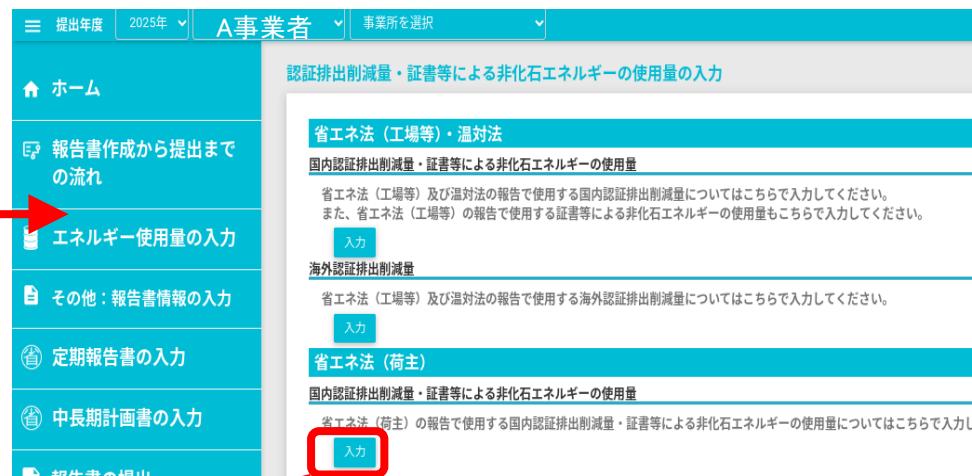 提出年度 2025年 A事業者 事業所を選択
ホーム
報告書作成から提出まで
の流れ
エネルギー使用量の入力
その他：報告書情報の入力
定期報告書の入力
中長期計画書の入力
報告書の提出
認証排出削減量・証書等による非化石エネルギーの使用量の入力
省エネ法（工場等）・温対法
国内認証排出削減量・証書等による非化石エネルギーの使用量
省エネ法（工場等）及び温対法の報告で使用する国内認証排出削減量についてはこちらで入力してください。
また、省エネ法（工場等）の報告で使用する証書等による非化石エネルギーの使用量もこちらで入力してください。
入力
海外認証排出削減量
省エネ法（工場等）及び温対法の報告で使用する海外認証排出削減量についてはこちらで入力してください。
入力
省エネ法（荷主）
国内認証排出削減量・証書等による非化石エネルギーの使用量
省エネ法（荷主）の報告で使用する国内認証排出削減量・証書等による非化石エネルギーの使用量についてはこちらで入力し
入力